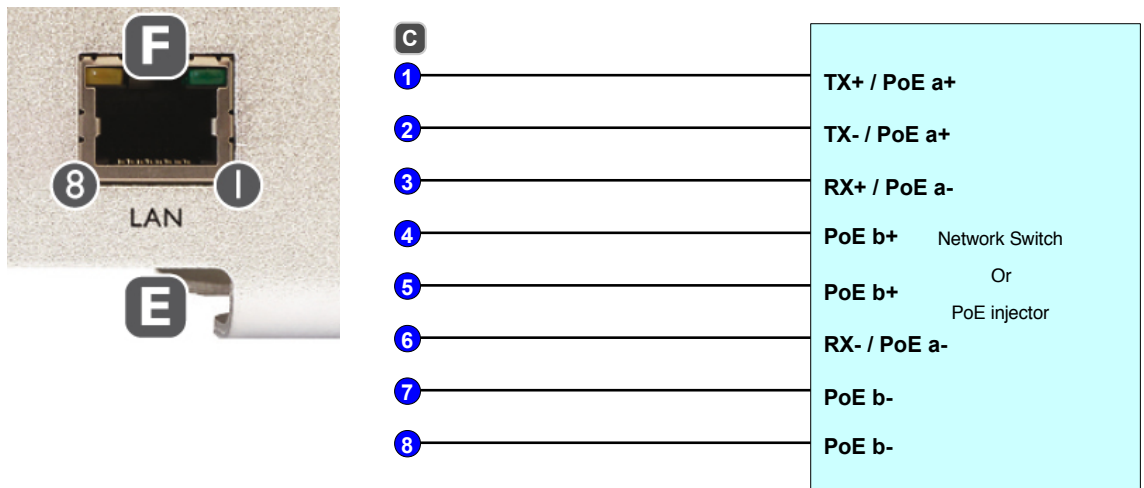 F
8
I
LAN
E
C
1
TX+ / PoE a+
2
TX- / PoE a+
3
RX+ / PoE a-
4
PoE b+
Network Switch
5
PoE b+
Or
PoE injector
6
RX- / PoE a-
7
PoE b-
8
PoE b-